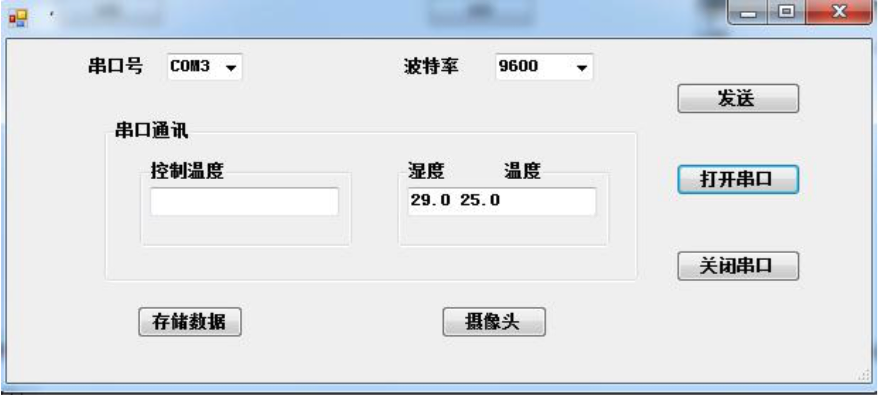 串口号 COM3 波特率 9600
发送
串口通讯
控制温度 湿度 温度
打开串口
29.0 25.0
关闭串口
存储数据 摄像头